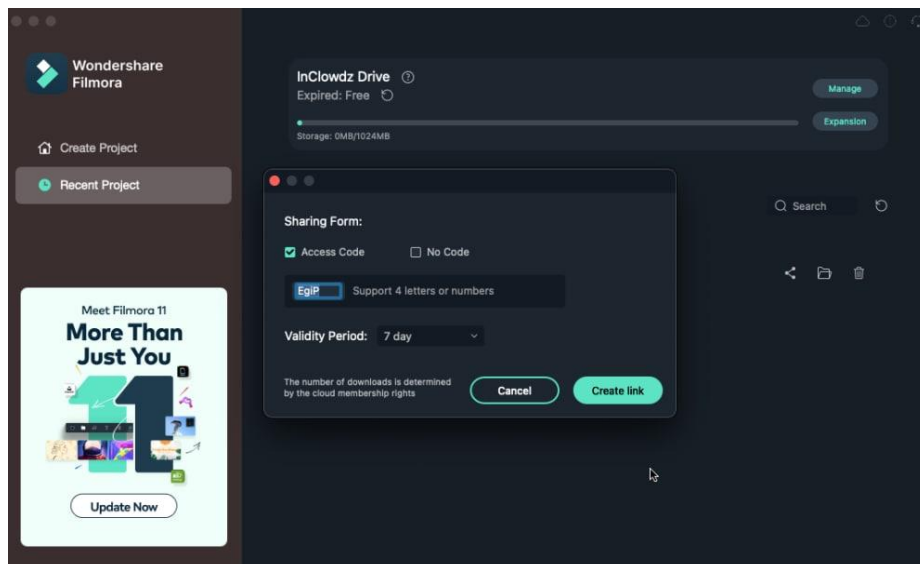 Wondershare
Filmora
Create Project
Recent Project
Meet Filmora 11
More Than
Just You
Update Now
InClowdz Drive
Expired: Free
Storage: 0MB/1024MB
Manage
Expansion
Search
Sharing Form:
Access Code
No Code
EgiP Support 4 letters or numbers
Validity Period: 7 day
The number of downloads is determined
by the cloud membership rights
Cancel
Create link